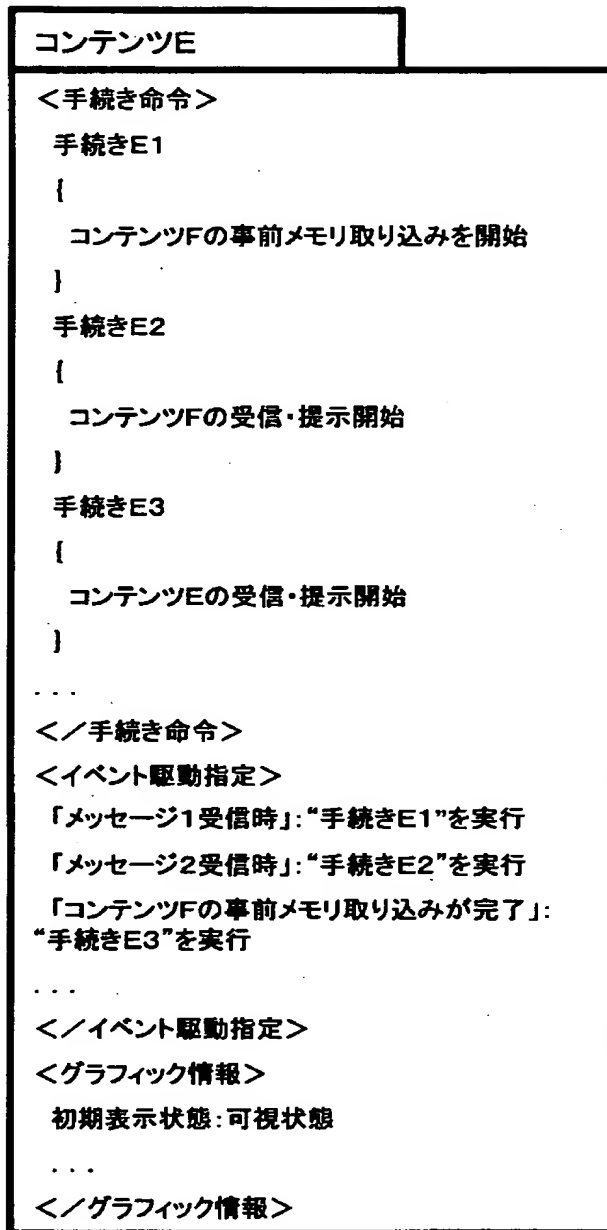 コンテンツE
<手続き命令>
手続きE1
{
コンテンツFの事前メモリ取り込みを開始
}
手続きE2
{
コンテンツFの受信・提示開始
}
手続きE3
{
コンテンツEの受信・提示開始
}
...
</手続き命令>
<イベント駆動指定>
「メッセージ1受信時」:“手続きE1”を実行
「メッセージ2受信時」:“手続きE2”を実行
「コンテンツFの事前メモリ取り込みが完了」:
“手続きE3”を実行
...
</イベント駆動指定>
<グラフィック情報>
初期表示状態:可視状態
...
</グラフィック情報>